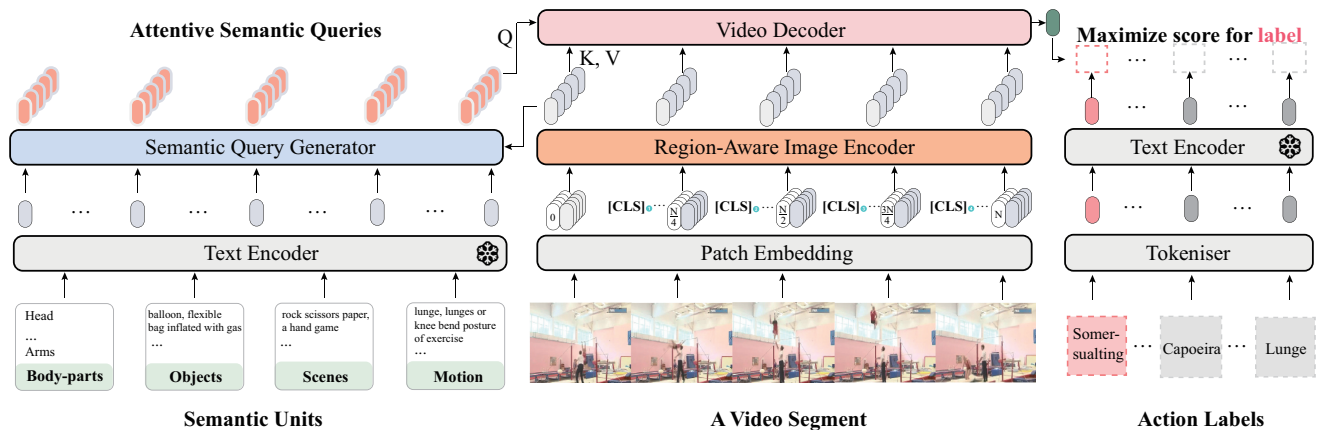 Attentive Semantic Queries
Q
Video Decoder
K, V
Maximize score for label
...
...
Semantic Query Generator
Region-Aware Image Encoder
Text Encoder
...
...
...
...
...
...
0
[CLS]
...
N/4
[CLS]
...
N/2
[CLS]
...
3N/4
[CLS]
...
N
...
...
Text Encoder
Patch Embedding
Tokeniser
Head
...
Arms
Body-parts
balloon, flexible
bag inflated with gas
...
Objects
rock scissors paper,
a hand game
...
Scenes
lunge, lunges or
knee bend posture
of exercise
...
Motion
Somer-
sualting
...
Capoeira
...
Lunge
Semantic Units
A Video Segment
Action Labels